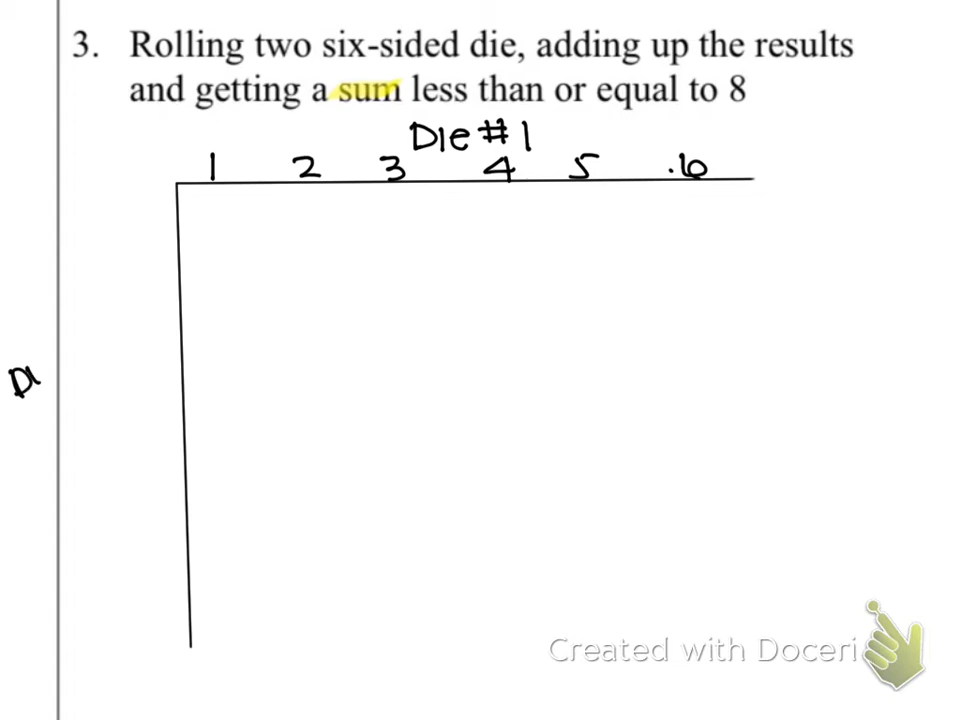 3. Rolling two six-sided die, adding up the results
and getting a sum less than or equal to 8
DIe #1
1 2 3 4 5 .6
DI
Created with Doceri